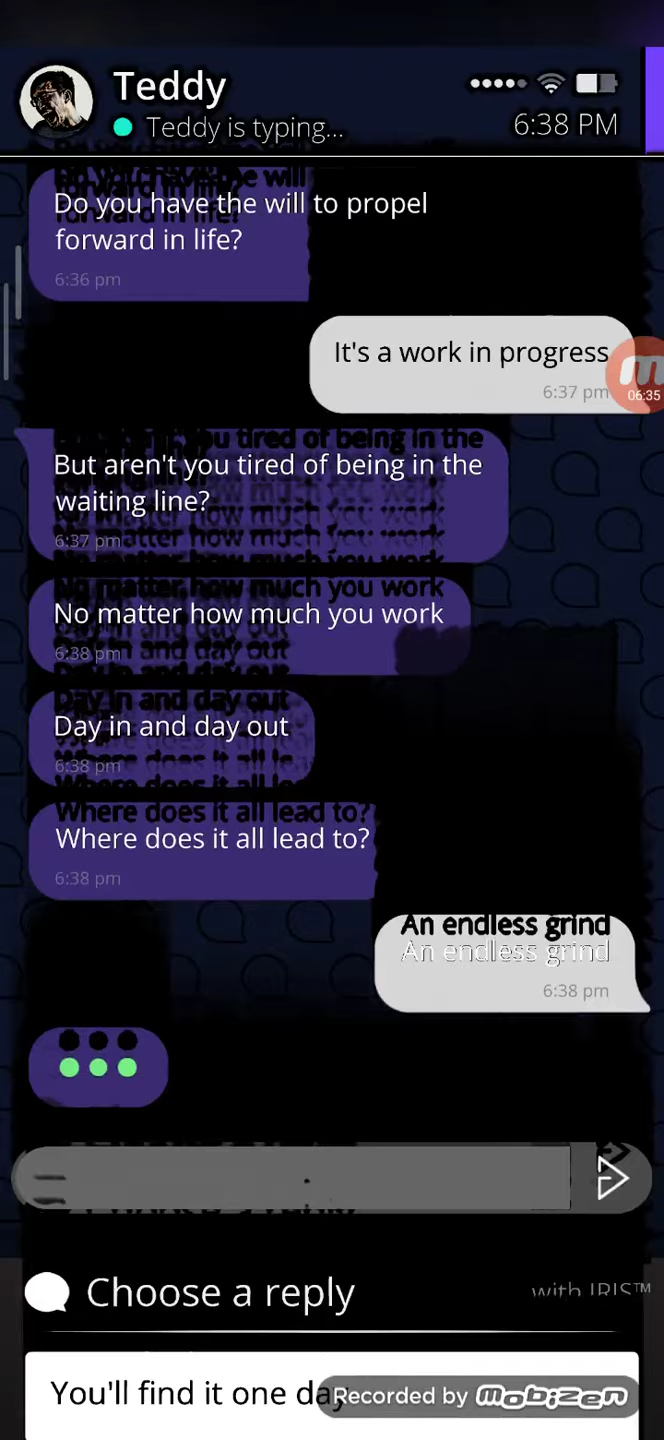 Teddy
Teddy is typing...
6:38 PM
Do you have the will to propel
forward in life?
6:36 pm
It's a work in progress
6:37 pm
06:35
But aren't you tired of being in the
waiting line?
6:37 pm
No matter how much you work
6:38 pm
Day in and day out
6:38 pm
Where does it all lead to?
6:38 pm
An endless grind
6:38 pm
Choose a reply
with IRIS™
You'll find it one day
Recorded by mobizen